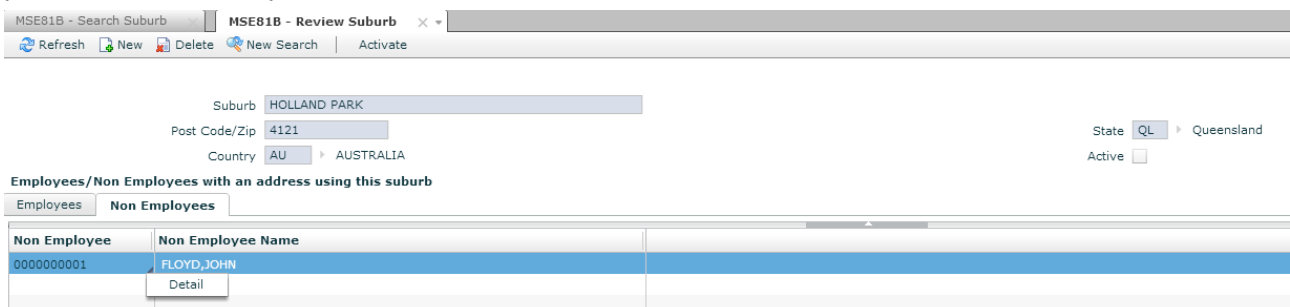 MSE81B - Search Suburb MSE81B - Review Suburb
Refresh New Delete New Search Activate
Suburb HOLLAND PARK
Post Code/Zip 4121 State QL Queensland
Country AU AUSTRALIA Active
Employees/Non Employees with an address using this suburb
Employees Non Employees
Non Employee Non Employee Name
0000000001 FLOYD,JOHN
Detail